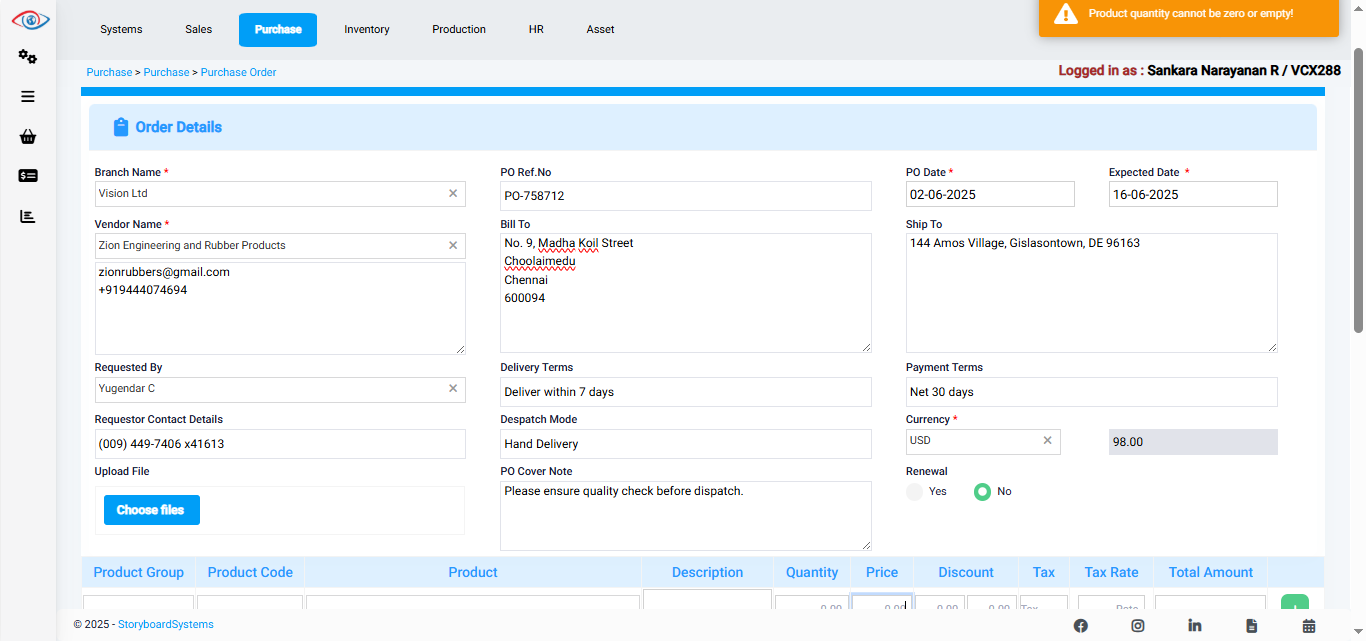 Systems
Sales
Purchase
Inventory
Production
HR
Asset
Product quantity cannot be zero or empty!
Purchase > Purchase > Purchase Order
Logged in as : Sankara Narayanan R / VCX288
Order Details
Branch Name *
PO Ref.No
PO Date *
Expected Date *
Vision Ltd
PO-758712
02-06-2025
16-06-2025
Vendor Name *
Bill To
Ship To
Zion Engineering and Rubber Products
No. 9, Madha Koil Street
144 Amos Village, Gislasontown, DE 96163
zionrubbers@gmail.com
Choolaimedu
+919444074694
Chennai
600094
Requested By
Delivery Terms
Payment Terms
Yugendar C
Deliver within 7 days
Net 30 days
Requestor Contact Details
Despatch Mode
Currency *
(009) 449-7406 x41613
Hand Delivery
USD
98.00
Upload File
PO Cover Note
Renewal
Choose files
Please ensure quality check before dispatch.
Yes
No
Product Group
Product Code
Product
Description
Quantity
Price
Discount
Tax
Tax Rate
Total Amount
0.00
0.00
0.00
0.00
Tax
Rate
© 2025 - StoryboardSystems